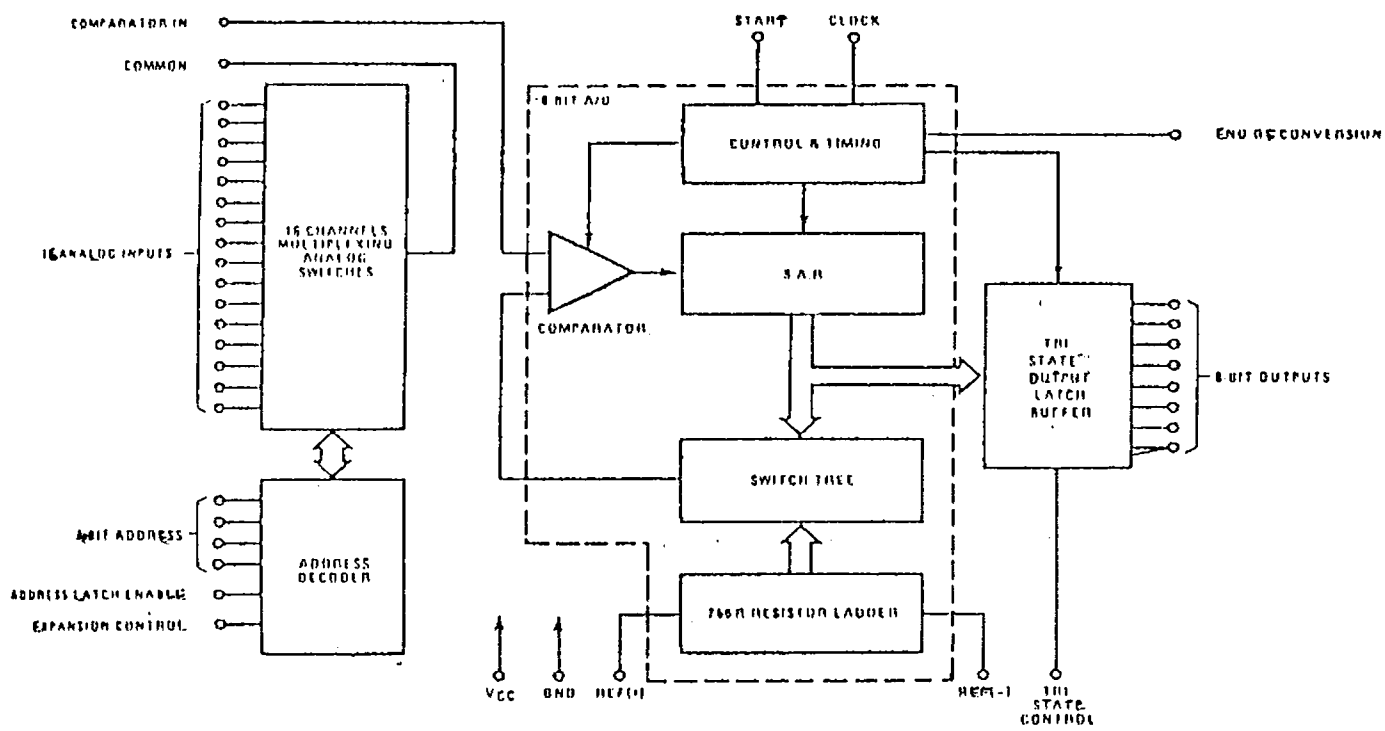 COMPARATOR IN
COMMON
START
CLOCK
8 BIT A/D
CONTROL & TIMING
END OF CONVERSION
16 ANALOG INPUTS
16 CHANNELS
MULTIPLEXING
ANALOG
SWITCHES
S.A.R
COMPARATOR
TRI
STATE
OUTPUT
LATCH
BUFFER
8-BIT OUTPUTS
SWITCH TREE
4-BIT ADDRESS
ADDRESS
DECODER
ADDRESS LATCH ENABLE
EXPANSION CONTROL
256 R RESISTOR LADDER
VCC
GND
REF(+)
REF(-)
TRI
STATE
CONTROL